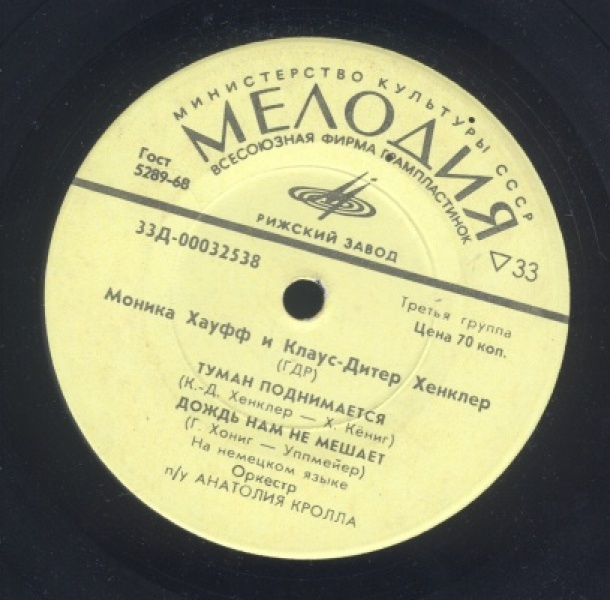 МИНИСТЕРСТВО КУЛЬТУРЫ СССР
МЕЛОДИЯ
ВСЕСОЮЗНАЯ ФИРМА ГРАМПЛАСТИНОК
Гост
5289-68
РИЖСКИЙ ЗАВОД
▽33
33Д-00032538
Третья группа
Цена 70 коп.
Моника Хауфф и Клаус-Дитер Хенклер
(ГДР)
ТУМАН ПОДНИМАЕТСЯ
(К.-Д. Хенклер — Х. Кёниг)
ДОЖДЬ НАМ НЕ МЕШАЕТ
(Г. Хониг — Уппмейер)
На немецком языке
Оркестр
п/у АНАТОЛИЯ КРОЛЛА